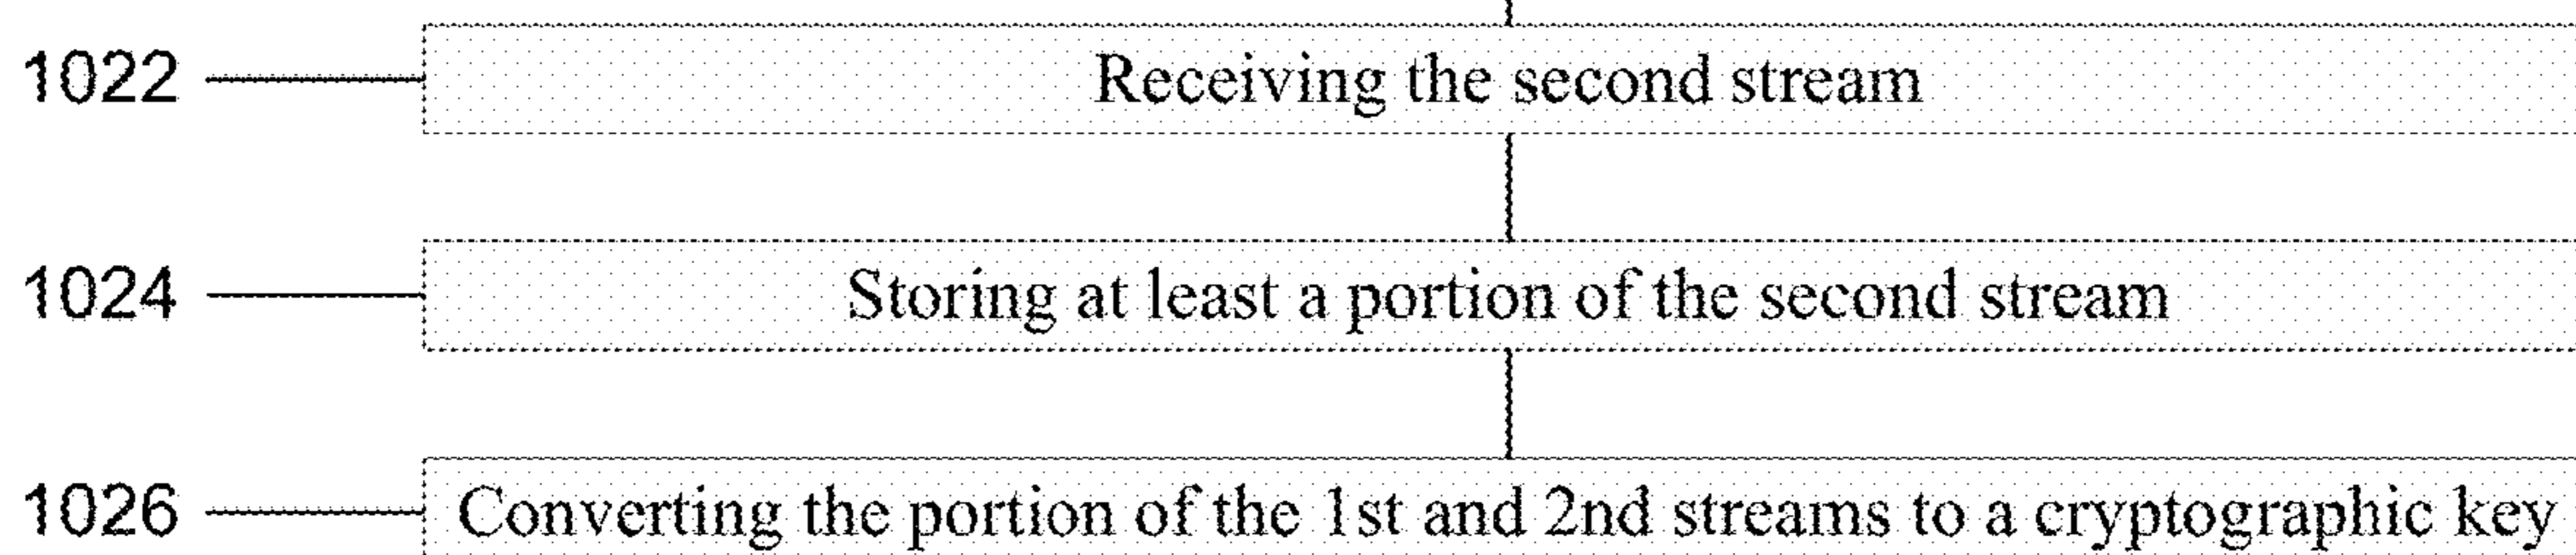 1022 Receiving the second stream
1024 Storing at least a portion of the second stream
1026 Converting the portion of the 1st and 2nd streams to a cryptographic key